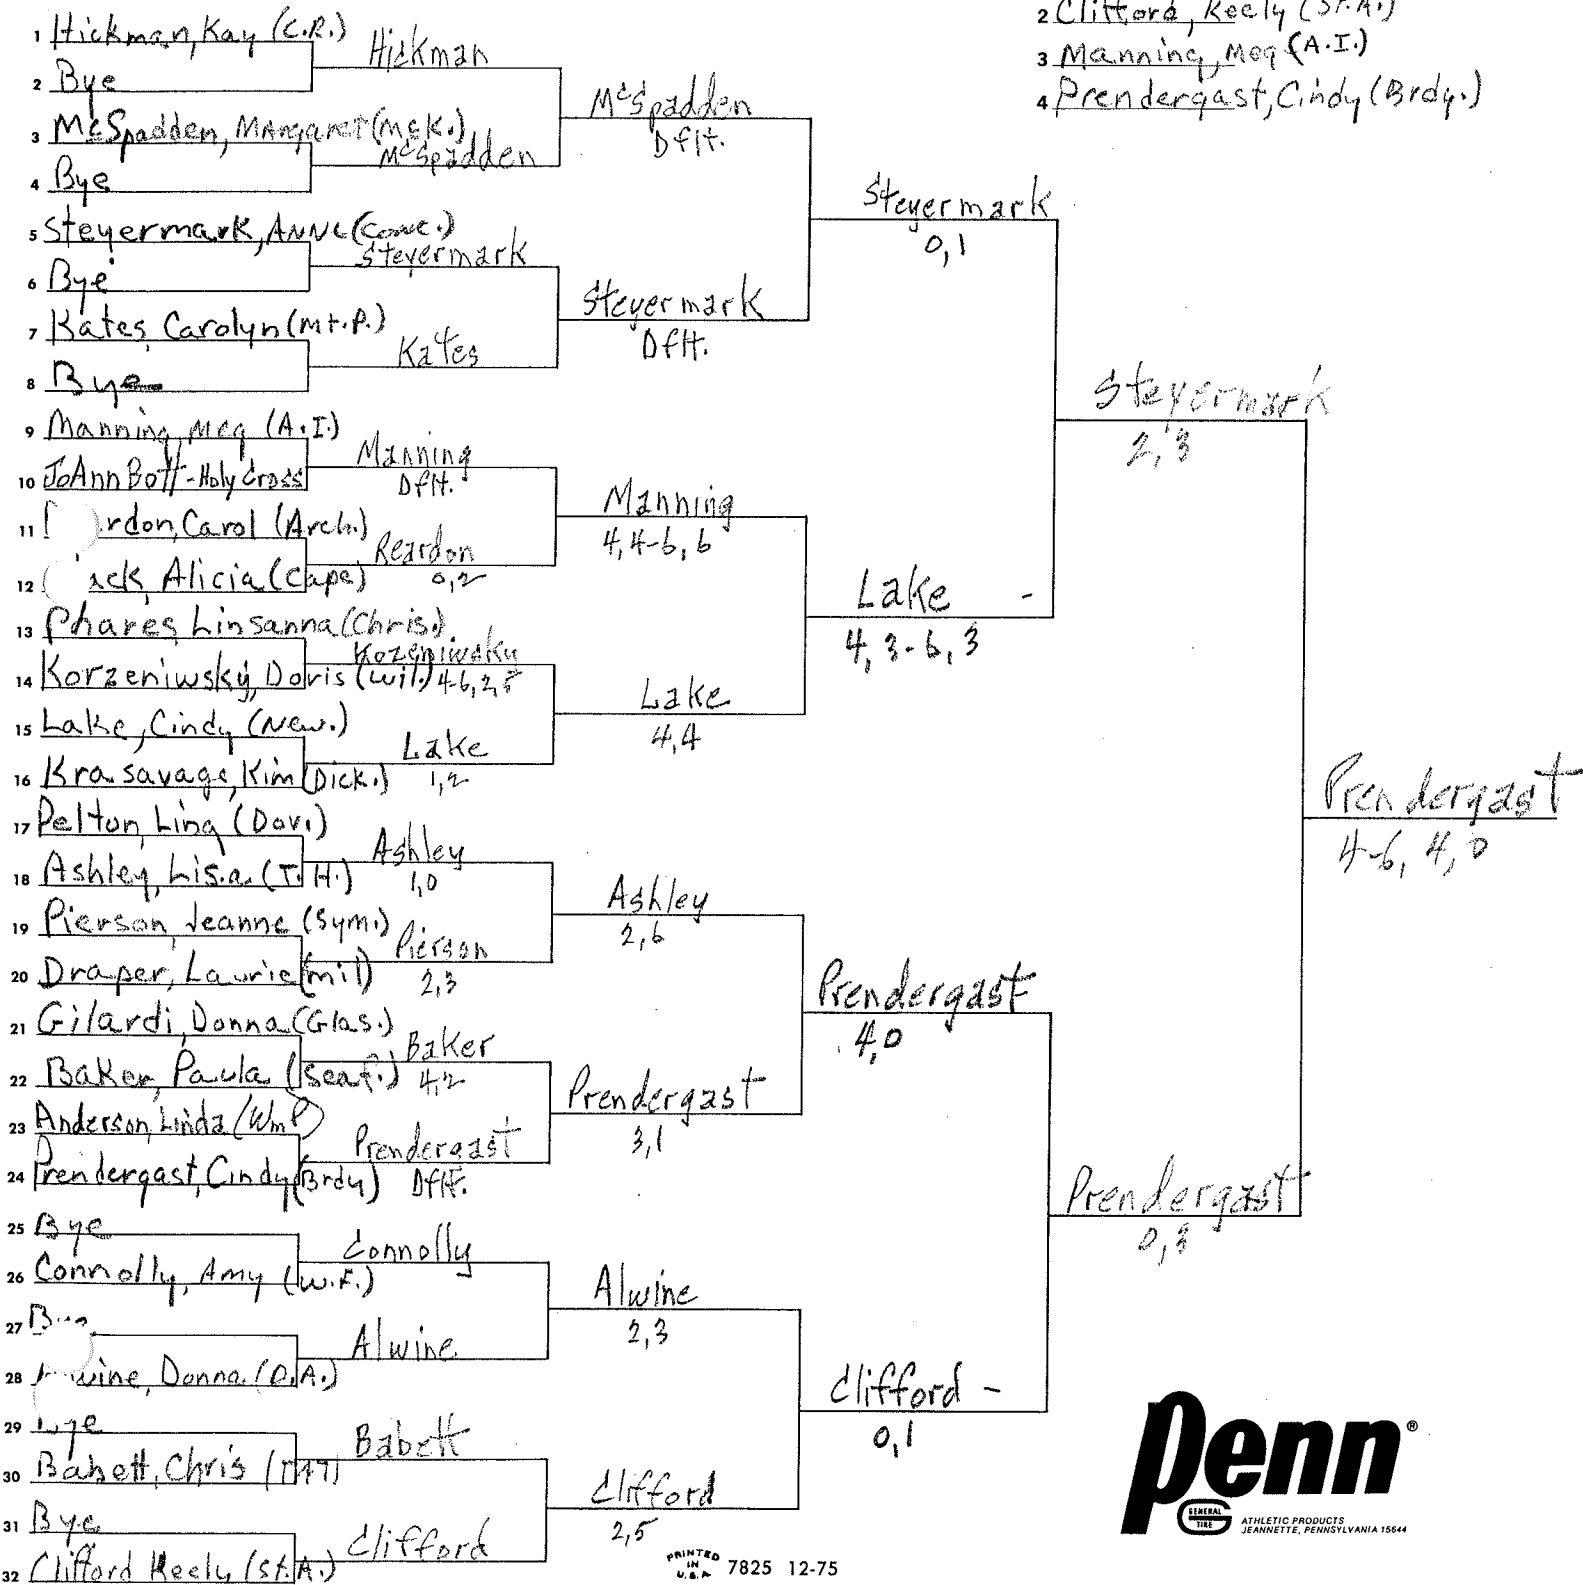 1 Hickman, Kay (C.R.)
2 Bye
3 McSpadden, Margaret (McK.)
4 Bye
5 Steyermark, Anne (Conc.)
6 Bye
7 Kates, Carolyn (Mt.P.)
8 Bye
9 Manning, Meg (A.I.)
10 JoAnn Bott - Holy Cross
11 rdon, Carol (Arch.)
12 ack, Alicia (Cape)
13 Phares, Linsanna (Chris.)
14 Korzeniwsky, Doris (Wil.)
15 Lake, Cindy (New.)
16 Krasavage, Kim (Dick.)
17 Pelton, Ling (Dov.)
18 Ashley, Lisa (T.H.)
19 Pierson, Jeanne (Sym.)
20 Draper, Laurie (Mil)
21 Gilardi, Donna (Glas.)
22 Baker, Paula (Seaf.)
23 Anderson, Linda (Wm P)
24 Prendergast, Cindy (Brdy)
25 Bye
26 Connolly, Amy (W.F.)
27 B
28 wine, Donna (D.A.)
29 ye
30 Babett, Chris
31 Bye
32 Clifford Keely (St.A.)
Hickman
McSpadden
Steyermark
Kates
Manning
Dflt.
Reardon
0,2
Kozeniwsky
4-6, 2, 5
Lake
1,2
Ashley
1,0
Pierson
2,3
Baker
4,2
Prendergast
Dflt.
Connolly
Alwine
Babett
Clifford
McSpadden
Dflt.
Steyermark
Dflt.
Manning
4, 4-6, 6
Lake
4,4
Ashley
2,6
Prendergast
3,1
Alwine
2,3
Clifford
2,5
Steyermark
0,1
Lake -
4, 3-6, 3
Prendergast
4,0
Clifford -
0,1
Steyermark
2,3
Prendergast
0,3
Prendergast
4-6, 4, 0
2 Clifford, Keely (St.A.)
3 Manning, Meg (A.I.)
4 Prendergast, Cindy (Brdy.)
Penn®
GENERAL TIRE
ATHLETIC PRODUCTS
JEANNETTE, PENNSYLVANIA 15644
PRINTED IN U.S.A. 7825 12-75